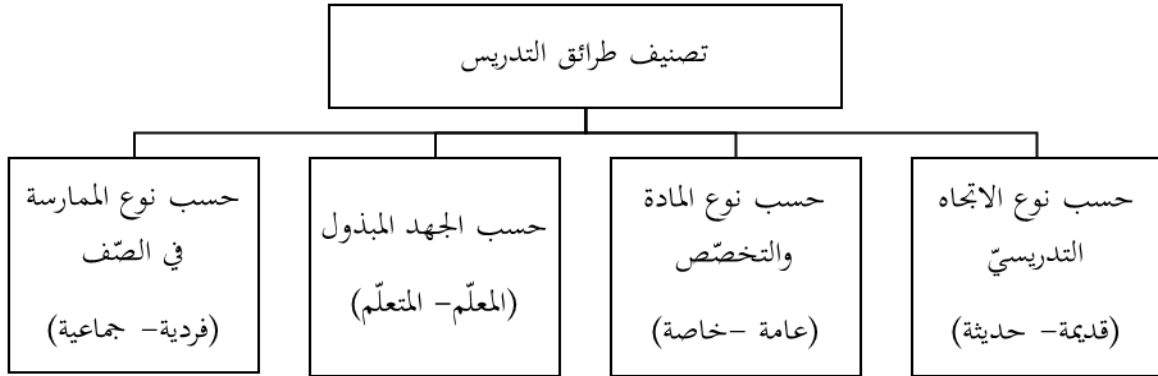 تصنيف طرائق التدريس
حسب نوع الاتجاه
التدريسيّ
(قديمة– حديثة)
حسب نوع المادة
والتخصّص
(عامة –خاصة)
حسب الجهد المبذول
(المعلّم– المتعلّم)
حسب نوع الممارسة
في الصّف
(فردية– جماعية)